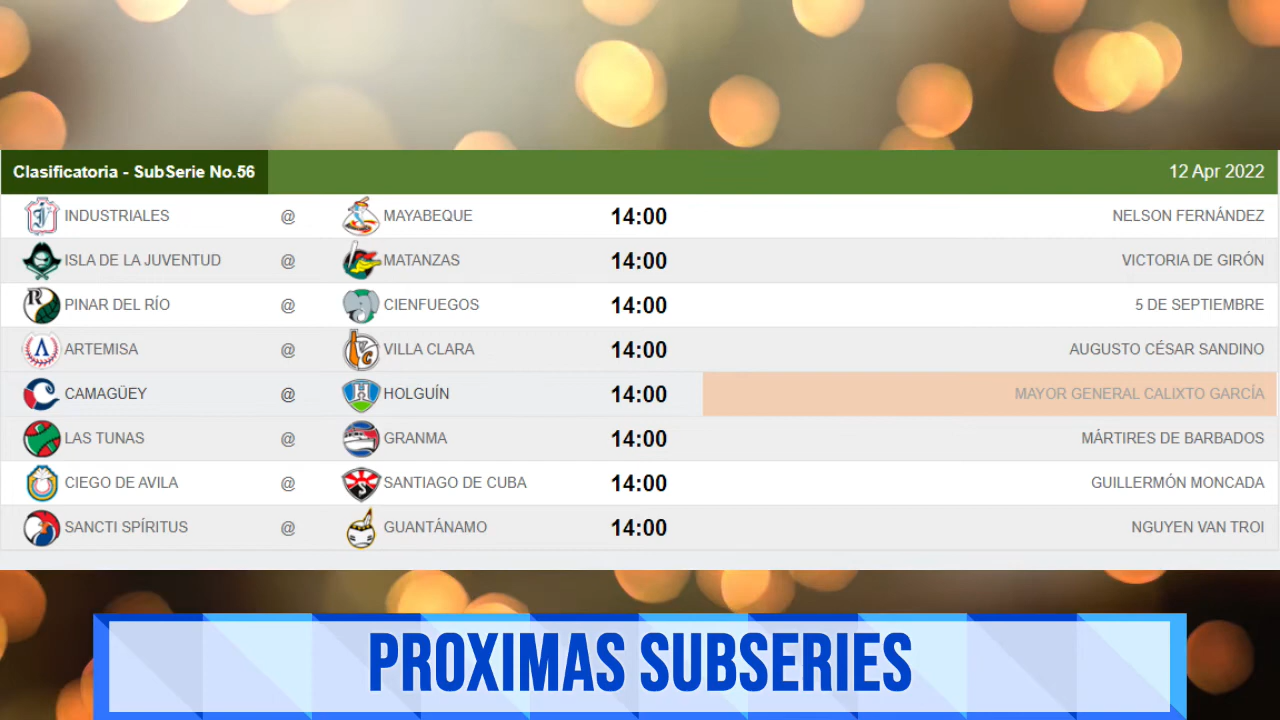 Clasificatoria - SubSerie No.56 12 Apr 2022
INDUSTRIALES @ MAYABEQUE 14:00 NELSON FERNÁNDEZ
ISLA DE LA JUVENTUD @ MATANZAS 14:00 VICTORIA DE GIRÓN
PINAR DEL RÍO @ CIENFUEGOS 14:00 5 DE SEPTIEMBRE
ARTEMISA @ VILLA CLARA 14:00 AUGUSTO CÉSAR SANDINO
CAMAGÜEY @ HOLGUÍN 14:00 MAYOR GENERAL CALIXTO GARCÍA
LAS TUNAS @ GRANMA 14:00 MÁRTIRES DE BARBADOS
CIEGO DE AVILA @ SANTIAGO DE CUBA 14:00 GUILLERMÓN MONCADA
SANCTI SPÍRITUS @ GUANTÁNAMO 14:00 NGUYEN VAN TROI
PROXIMAS SUBSERIES